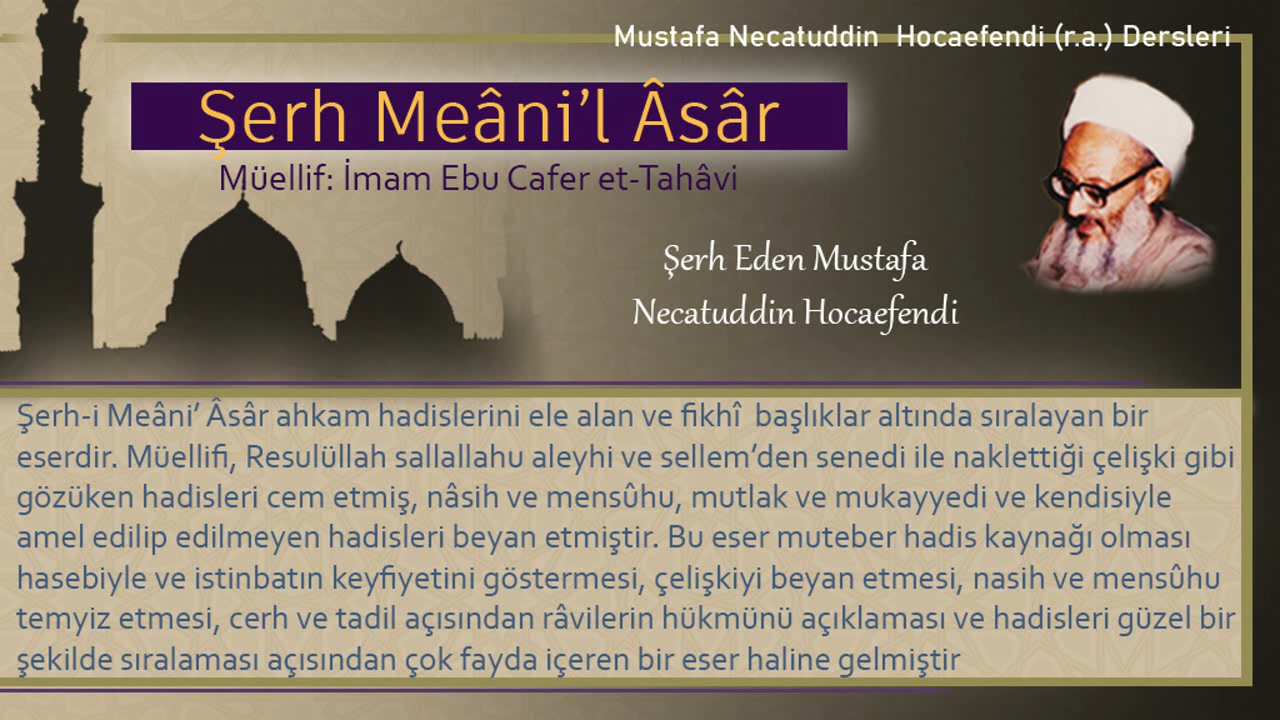 Mustafa Necatuddin Hocaefendi (r.a.) Dersleri
Şerh Meâni’l Âsâr
Müellif: İmam Ebu Cafer et-Tahâvi
Şerh Eden Mustafa
Necatuddin Hocaefendi
Şerh-i Meâni’ Âsâr ahkam hadislerini ele alan ve fikhî başlıklar altında sıralayan bir
eserdir. Müellifi, Resulüllah sallallahu aleyhi ve sellem’den senedi ile naklettiği çelişki gibi
gözüken hadisleri cem etmiş, nâsih ve mensûhu, mutlak ve mukayyedi ve kendisiyle
amel edilip edilmeyen hadisleri beyan etmiştir. Bu eser muteber hadis kaynağı olması
hasebiyle ve istinbatın keyfiyetini göstermesi, çelişkiyi beyan etmesi, nasih ve mensûhu
temyiz etmesi, cerh ve tadil açısından râvilerin hükmünü açıklaması ve hadisleri güzel bir
şekilde sıralaması açısından çok fayda içeren bir eser haline gelmiştir